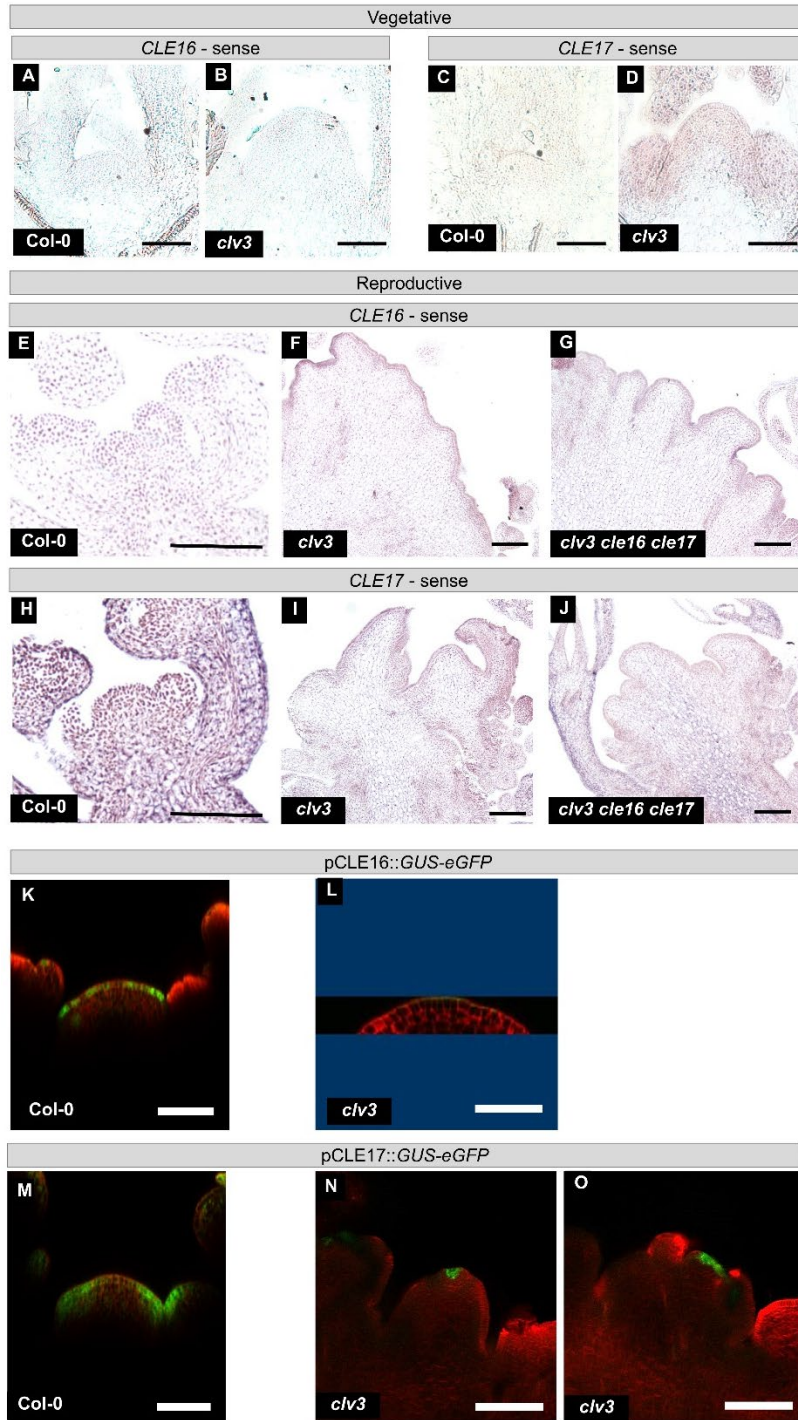 Vegetative
CLE16 - sense
CLE17 - sense
A
B
C
D
Col-0
clv3
Col-0
clv3
Reproductive
CLE16 - sense
E
F
G
Col-0
clv3
clv3 cle16 cle17
CLE17 - sense
H
I
J
Col-0
clv3
clv3 cle16 cle17
pCLE16::GUS-eGFP
K
L
Col-0
clv3
pCLE17::GUS-eGFP
M
N
O
Col-0
clv3
clv3